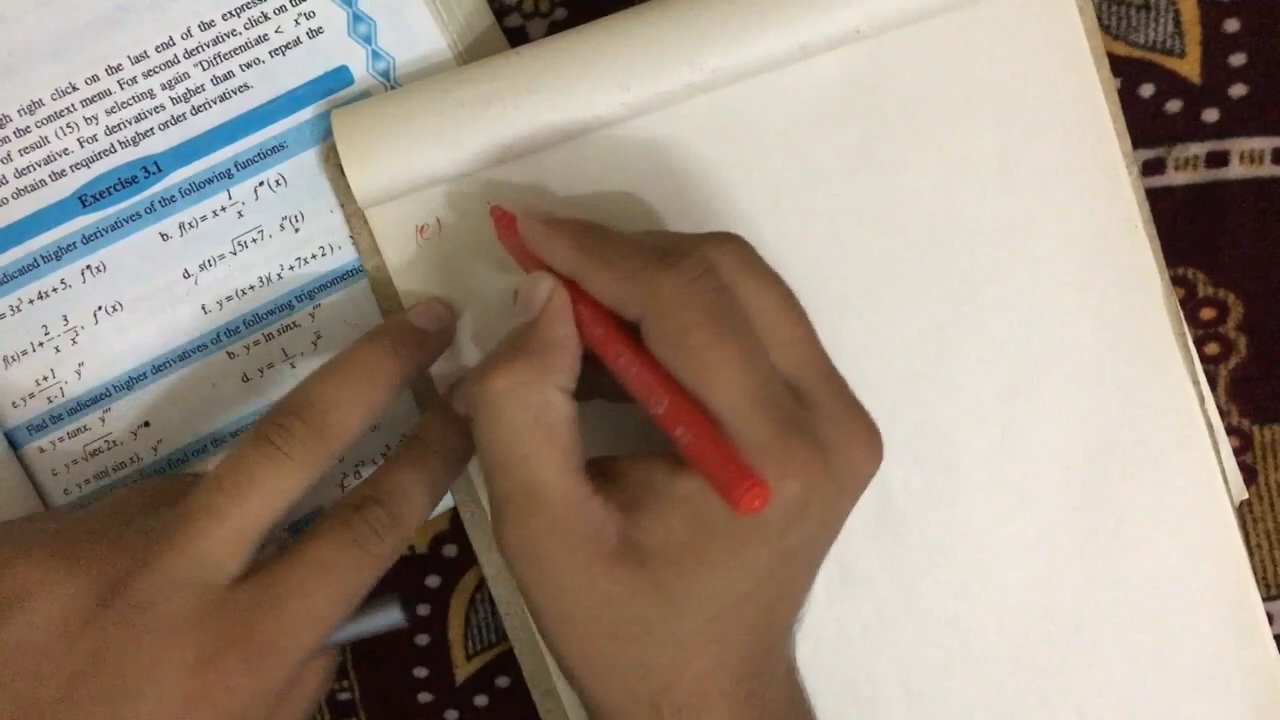 right click on the last end of the
on the context menu. For second derivative, click on
of result (15) by selecting again "Differentiate < x" to
derivative. For derivatives higher than two, repeat the
to obtain the required higher order derivatives.
Exercise 3.1
higher derivatives of the following functions:
= 3x³+4x+5, f''(x)
b. f(x)=x+1/x, f'''(x)
f(x)=1+2/x+3/x², f'''(x)
d. s(t)=√5t+7, s''(t)
e. y=x+1/x-1, y''
f. y=(x+3)(x²+7x+2),
Find the indicated higher derivatives of the following trigonometric
a. y=tanx, y'''
b. y=ln sinx, y'''
c. y=√sec2x, y'''
d. y=1/x,
e. y=sin(sinx), y''
to find out the
(e)